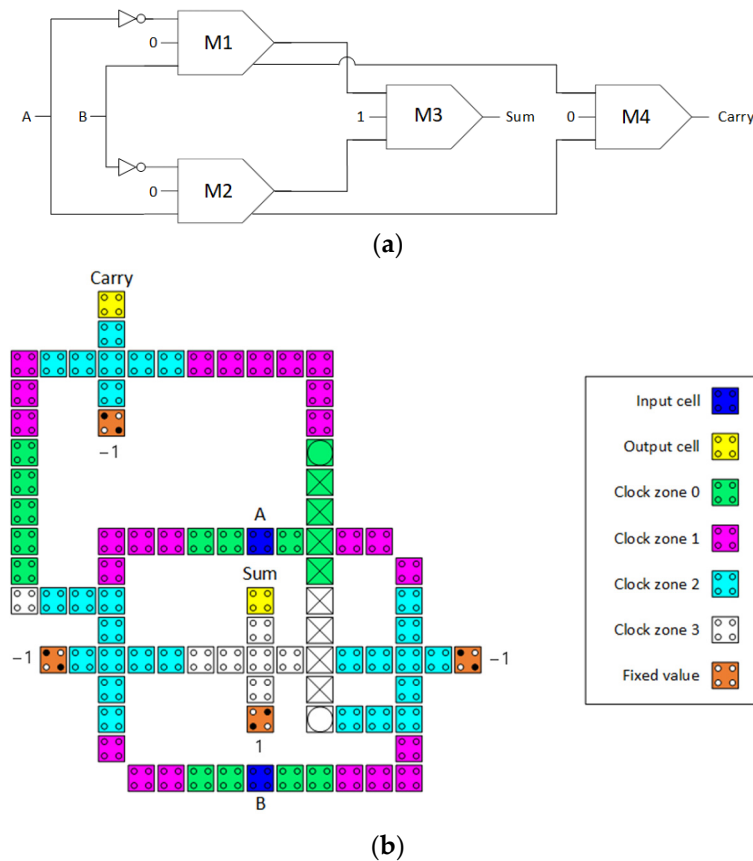 A
B
0
M1
0
M2
1
M3
Sum
0
M4
Carry
(a)
Carry
−1
A
Sum
−1
−1
1
B
Input cell
Output cell
Clock zone 0
Clock zone 1
Clock zone 2
Clock zone 3
Fixed value
(b)